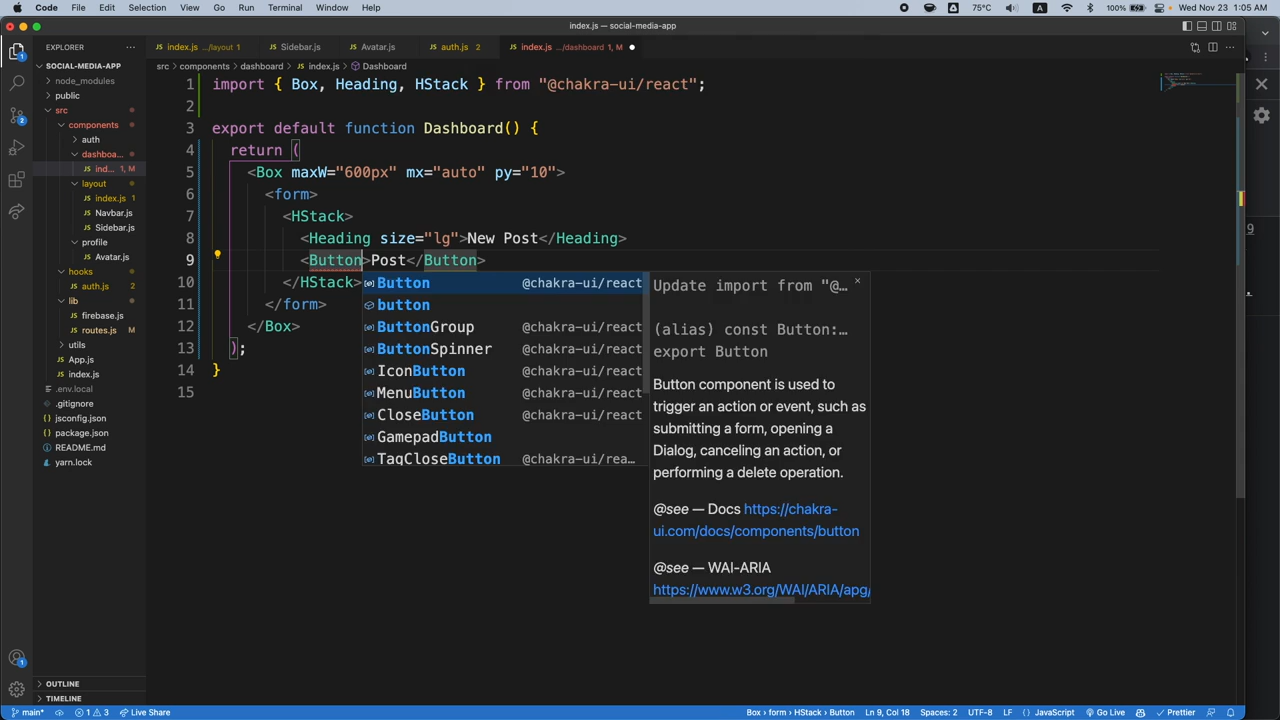 Code File Edit Selection View Go Run Terminal Window Help 75°C A 100% Wed Nov 23 1:05 AM
index.js — social-media-app
EXPLORER
index.js .../layout 1 Sidebar.js Avatar.js auth.js 2 index.js .../dashboard 1, M
src > components > dashboard > index.js > Dashboard
SOCIAL-MEDIA-APP
node_modules
public
src
components
auth
dashboa...
ind... 1, M
layout
index.js 1
Navbar.js
Sidebar.js
profile
Avatar.js
hooks
auth.js 2
lib
firebase.js
routes.js M
utils
App.js
index.js
.env.local
.gitignore
jsconfig.json
package.json
README.md
yarn.lock
OUTLINE
TIMELINE
1 import { Box, Heading, HStack } from "@chakra-ui/react";
2
3 export default function Dashboard() {
4 return (
5 <Box maxW="600px" mx="auto" py="10">
6 <form>
7 <HStack>
8 <Heading size="lg">New Post</Heading>
9 <Button>Post</Button>
10 </HStack>
11 </form>
12 </Box>
13 );
14 }
15
Button @chakra-ui/react
button
ButtonGroup @chakra-ui/react
ButtonSpinner @chakra-ui/react
IconButton @chakra-ui/react
MenuButton @chakra-ui/react
CloseButton @chakra-ui/react
GamepadButton
TagCloseButton @chakra-ui/rea...
Update import from "@...
(alias) const Button:...
export Button
Button component is used to
trigger an action or event, such as
submitting a form, opening a
Dialog, canceling an action, or
performing a delete operation.
@see — Docs https://chakra-
ui.com/docs/components/button
@see — WAI-ARIA
https://www.w3.org/WAI/ARIA/apg/
main* 1 3 Live Share Box > form > HStack > Button Ln 9, Col 18 Spaces: 2 UTF-8 LF {} JavaScript Go Live Prettier